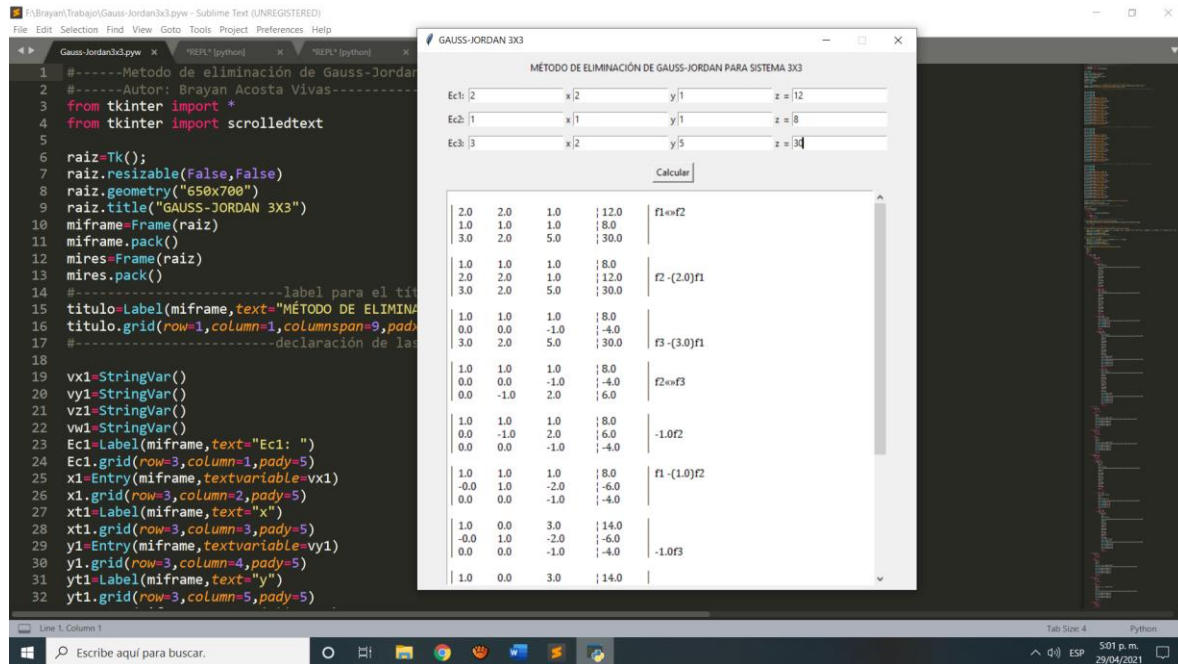 F:\Brayan\Trabajo\Gauss-Jordan3x3.pyw - Sublime Text (UNREGISTERED)
File Edit Selection Find View Goto Tools Project Preferences Help
Gauss-Jordan3x3.pyw × *REPL* [python] × *REPL* [python] ×
1 #------Metodo de eliminación de Gauss-Jordan
2 #------Autor: Brayan Acosta Vivas----------
3 from tkinter import *
4 from tkinter import scrolledtext
5
6 raiz=Tk();
7 raiz.resizable(False,False)
8 raiz.geometry("650x700")
9 raiz.title("GAUSS-JORDAN 3X3")
10 miframe=Frame(raiz)
11 miframe.pack()
12 mires=Frame(raiz)
13 mires.pack()
14 #-------------------------label para el tít
15 titulo=Label(miframe,text="MÉTODO DE ELIMINA
16 titulo.grid(row=1,column=1,columnspan=9,padx
17 #------------------------declaración de las
18
19 vx1=StringVar()
20 vy1=StringVar()
21 vz1=StringVar()
22 vw1=StringVar()
23 Ec1=Label(miframe,text="Ec1: ")
24 Ec1.grid(row=3,column=1,pady=5)
25 x1=Entry(miframe,textvariable=vx1)
26 x1.grid(row=3,column=2,pady=5)
27 xt1=Label(miframe,text="x")
28 xt1.grid(row=3,column=3,pady=5)
29 y1=Entry(miframe,textvariable=vy1)
30 y1.grid(row=3,column=4,pady=5)
31 yt1=Label(miframe,text="y")
32 yt1.grid(row=3,column=5,pady=5)
GAUSS-JORDAN 3X3
MÉTODO DE ELIMINACIÓN DE GAUSS-JORDAN PARA SISTEMA 3X3
Ec1: 2 x 2 y 1 z = 12
Ec2: 1 x 1 y 1 z = 8
Ec3: 3 x 2 y 5 z = 30
Calcular
| 2.0 2.0 1.0 ¦ 12.0 | f1«»f2
| 1.0 1.0 1.0 ¦ 8.0 |
| 3.0 2.0 5.0 ¦ 30.0 |
| 1.0 1.0 1.0 ¦ 8.0 |
| 2.0 2.0 1.0 ¦ 12.0 | f2 -(2.0)f1
| 3.0 2.0 5.0 ¦ 30.0 |
| 1.0 1.0 1.0 ¦ 8.0 |
| 0.0 0.0 -1.0 ¦ -4.0 |
| 3.0 2.0 5.0 ¦ 30.0 | f3 -(3.0)f1
| 1.0 1.0 1.0 ¦ 8.0 |
| 0.0 0.0 -1.0 ¦ -4.0 | f2«»f3
| 0.0 -1.0 2.0 ¦ 6.0 |
| 1.0 1.0 1.0 ¦ 8.0 |
| 0.0 -1.0 2.0 ¦ 6.0 | -1.0f2
| 0.0 0.0 -1.0 ¦ -4.0 |
| 1.0 1.0 1.0 ¦ 8.0 | f1 -(1.0)f2
| -0.0 1.0 -2.0 ¦ -6.0 |
| 0.0 0.0 -1.0 ¦ -4.0 |
| 1.0 0.0 3.0 ¦ 14.0 |
| -0.0 1.0 -2.0 ¦ -6.0 |
| 0.0 0.0 -1.0 ¦ -4.0 | -1.0f3
| 1.0 0.0 3.0 ¦ 14.0 |
Line 1, Column 1 Tab Size: 4 Python
Escribe aquí para buscar. ESP 5:01 p. m.
29/04/2021